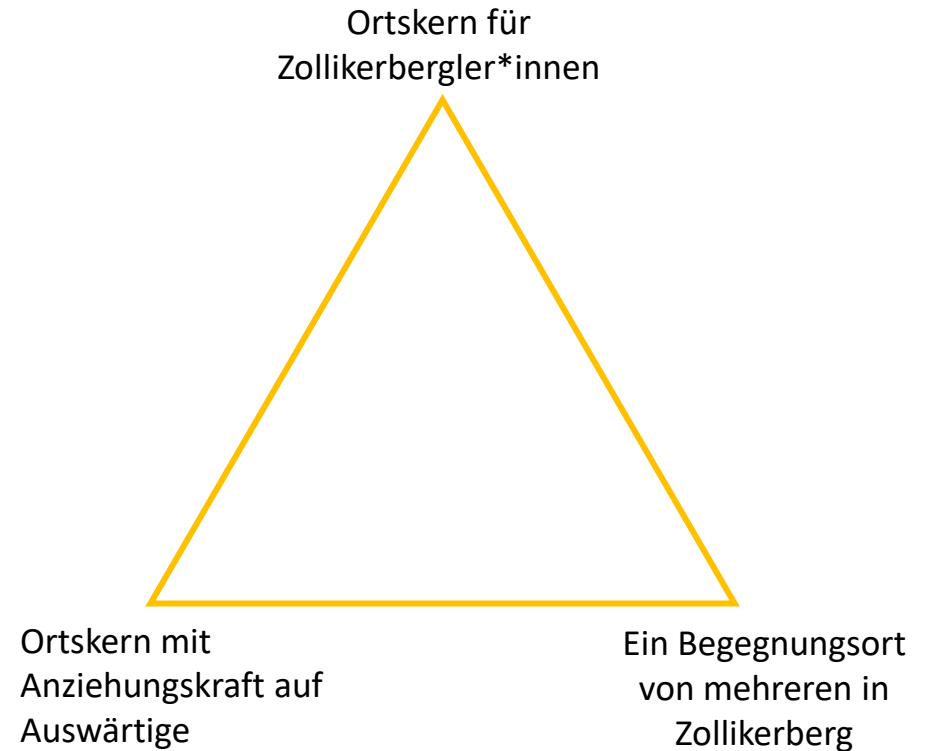 Ortskern für
Zollikerbergler*innen
Ortskern mit
Anziehungskraft auf
Auswärtige
Ein Begegnungsort
von mehreren in
Zollikerberg